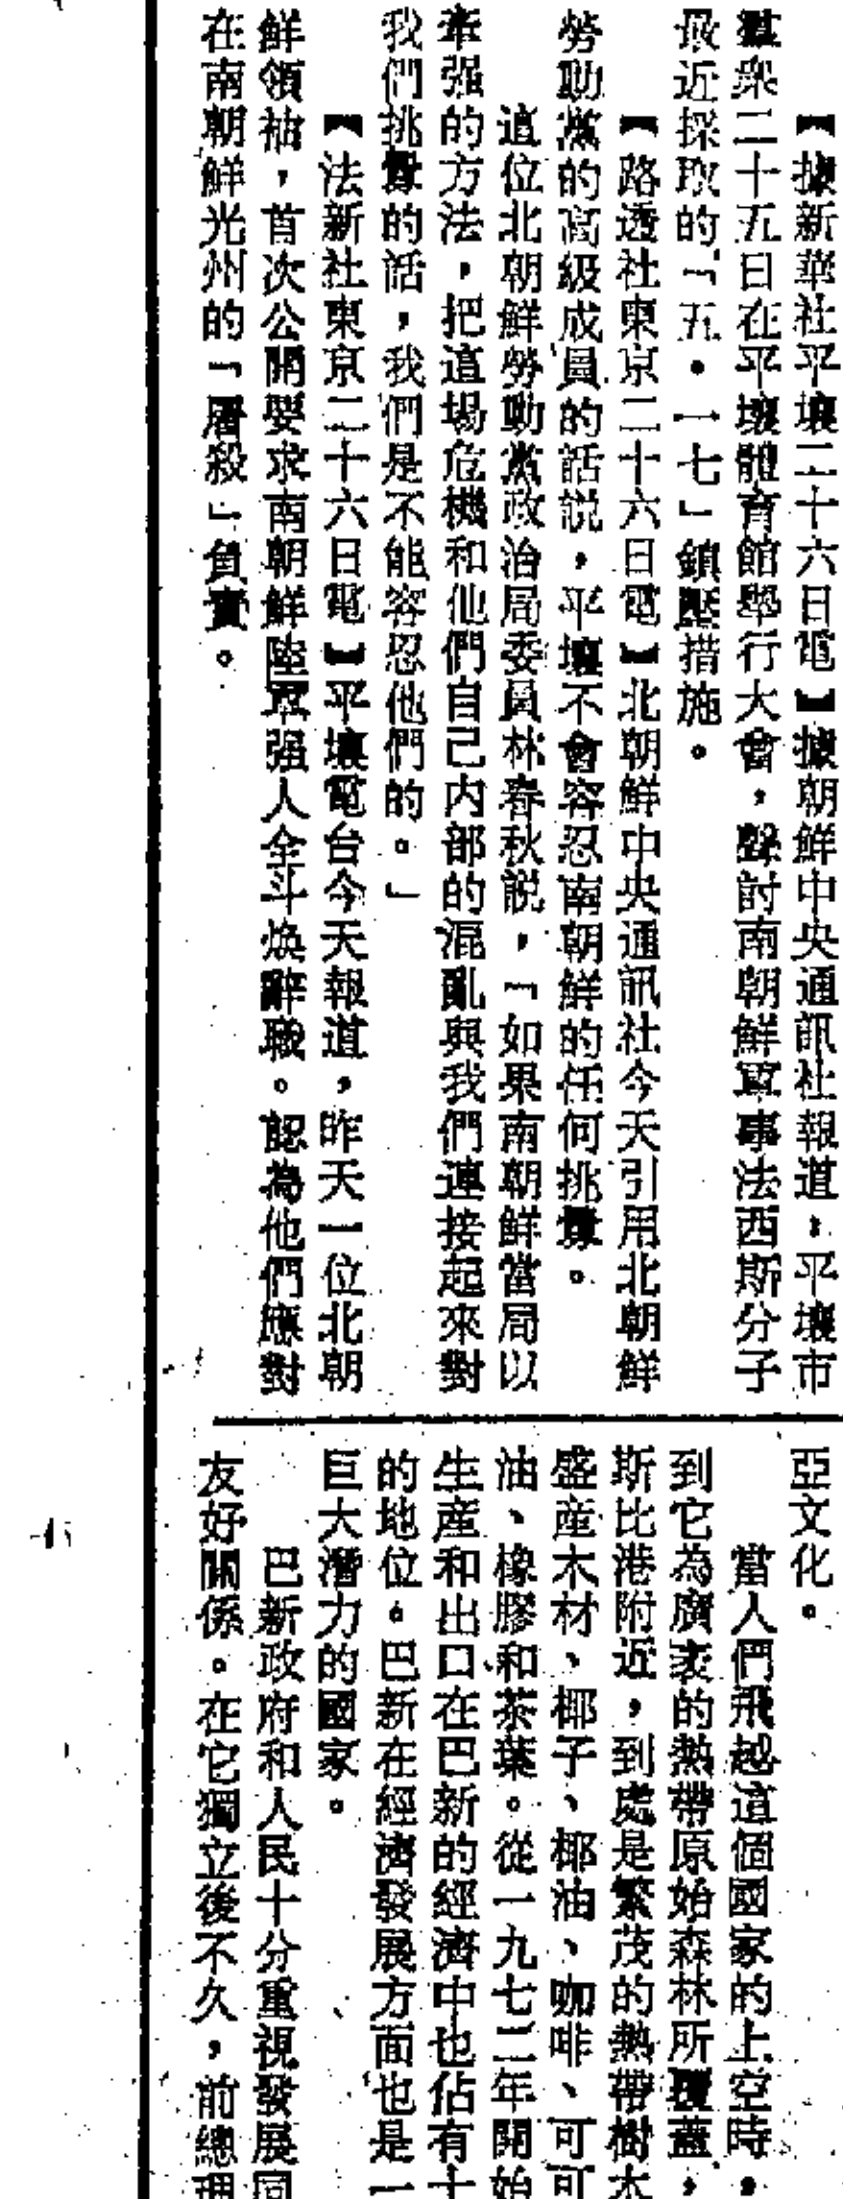 【據新華社平壤二十六日電】據朝鮮中央通訊社報道，平壤市
羣衆二十五日在平壤體育館舉行大會，聲討南朝鮮軍事法西斯分子
最近採取的「五·一七」鎮壓措施。
【路透社東京二十六日電】北朝鮮中央通訊社今天引用北朝鮮
勞動黨的高級成員的話説，平壤不會容忍南朝鮮的任何挑釁。
這位北朝鮮勞動黨政治局委員林春秋説，「如果南朝鮮當局以
牽强的方法，把這場危機和他們自己内部的混亂與我們連接起來對
我們挑釁的話，我們是不能容忍他們的。」
【法新社東京二十六日電】平壤電台今天報道，昨天一位北朝
鮮領袖，首次公開要求南朝鮮陸軍强人全斗焕辭職。認為他們應對
在南朝鮮光州的「屠殺」負責。
亞文化。
當人們飛越這個國家的上空時，
到它為廣袤的熱帶原始森林所覆蓋，
斯比港附近，到處是繁茂的熱帶樹木
盛産木材、椰子、椰油、咖啡、可可
油、橡膠和茶葉。從一九七二年開始
生産和出口在巴新的經濟中也佔有十
的地位。巴新在經濟發展方面也是一
巨大潛力的國家。
巴新政府和人民十分重視發展同
友好關係。在它獨立後不久，前總理